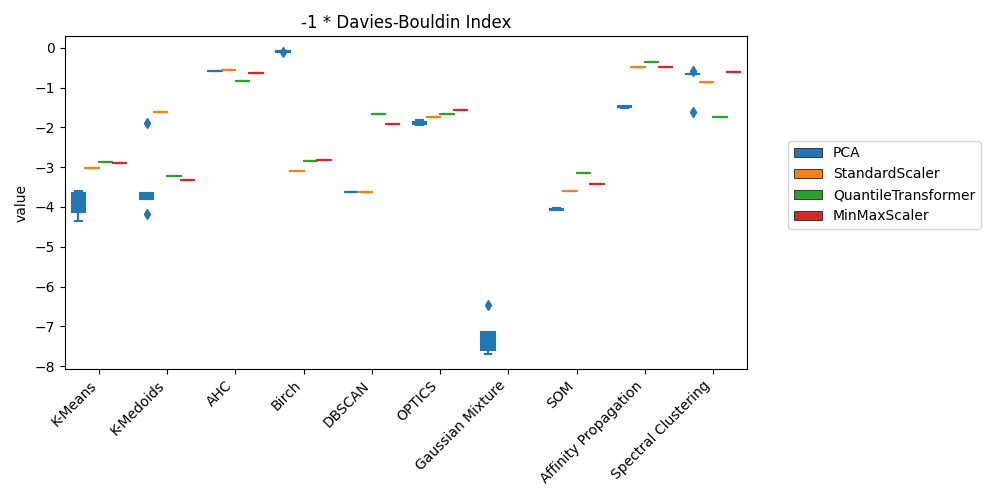 -1 * Davies-Bouldin Index
value
0
−1
−2
−3
−4
−5
−6
−7
−8
K-Means
K-Medoids
AHC
Birch
DBSCAN
OPTICS
Gaussian Mixture
SOM
Affinity Propagation
Spectral Clustering
PCA
StandardScaler
QuantileTransformer
MinMaxScaler